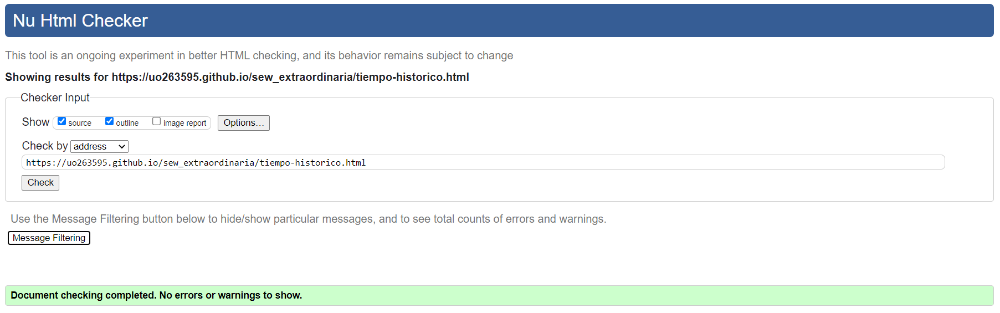 Nu Html Checker
This tool is an ongoing experiment in better HTML checking, and its behavior remains subject to change
Showing results for https://uo263595.github.io/sew_extraordinaria/tiempo-historico.html
Checker Input
Show source outline image report Options...
Check by address
https://uo263595.github.io/sew_extraordinaria/tiempo-historico.html
Check
Use the Message Filtering button below to hide/show particular messages, and to see total counts of errors and warnings.
Message Filtering
Document checking completed. No errors or warnings to show.